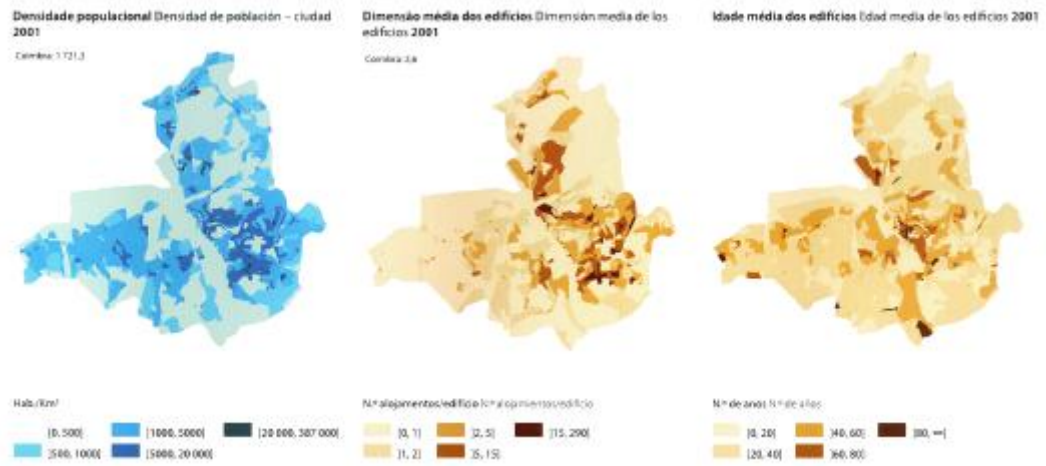 Densidade populacional Densidad de población – ciudad
2001
Coimbra: 1 721,3
Hab./Km²
[0, 500]
]500, 1000]
]1000, 5000]
]5000, 20 000]
]20 000, 387 000]
Dimensão média dos edifícios Dimensión media de los
edificios 2001
Coimbra: 2,6
N.º alojamentos/edifício N.º alojamientos/edificio
[0, 1]
]1, 2]
]2, 5]
]5, 15]
]15, 290]
Idade média dos edifícios Edad media de los edificios 2001
N.º de anos N.º de años
[0, 20]
]20, 40]
]40, 60]
]60, 80]
]80, ∞[